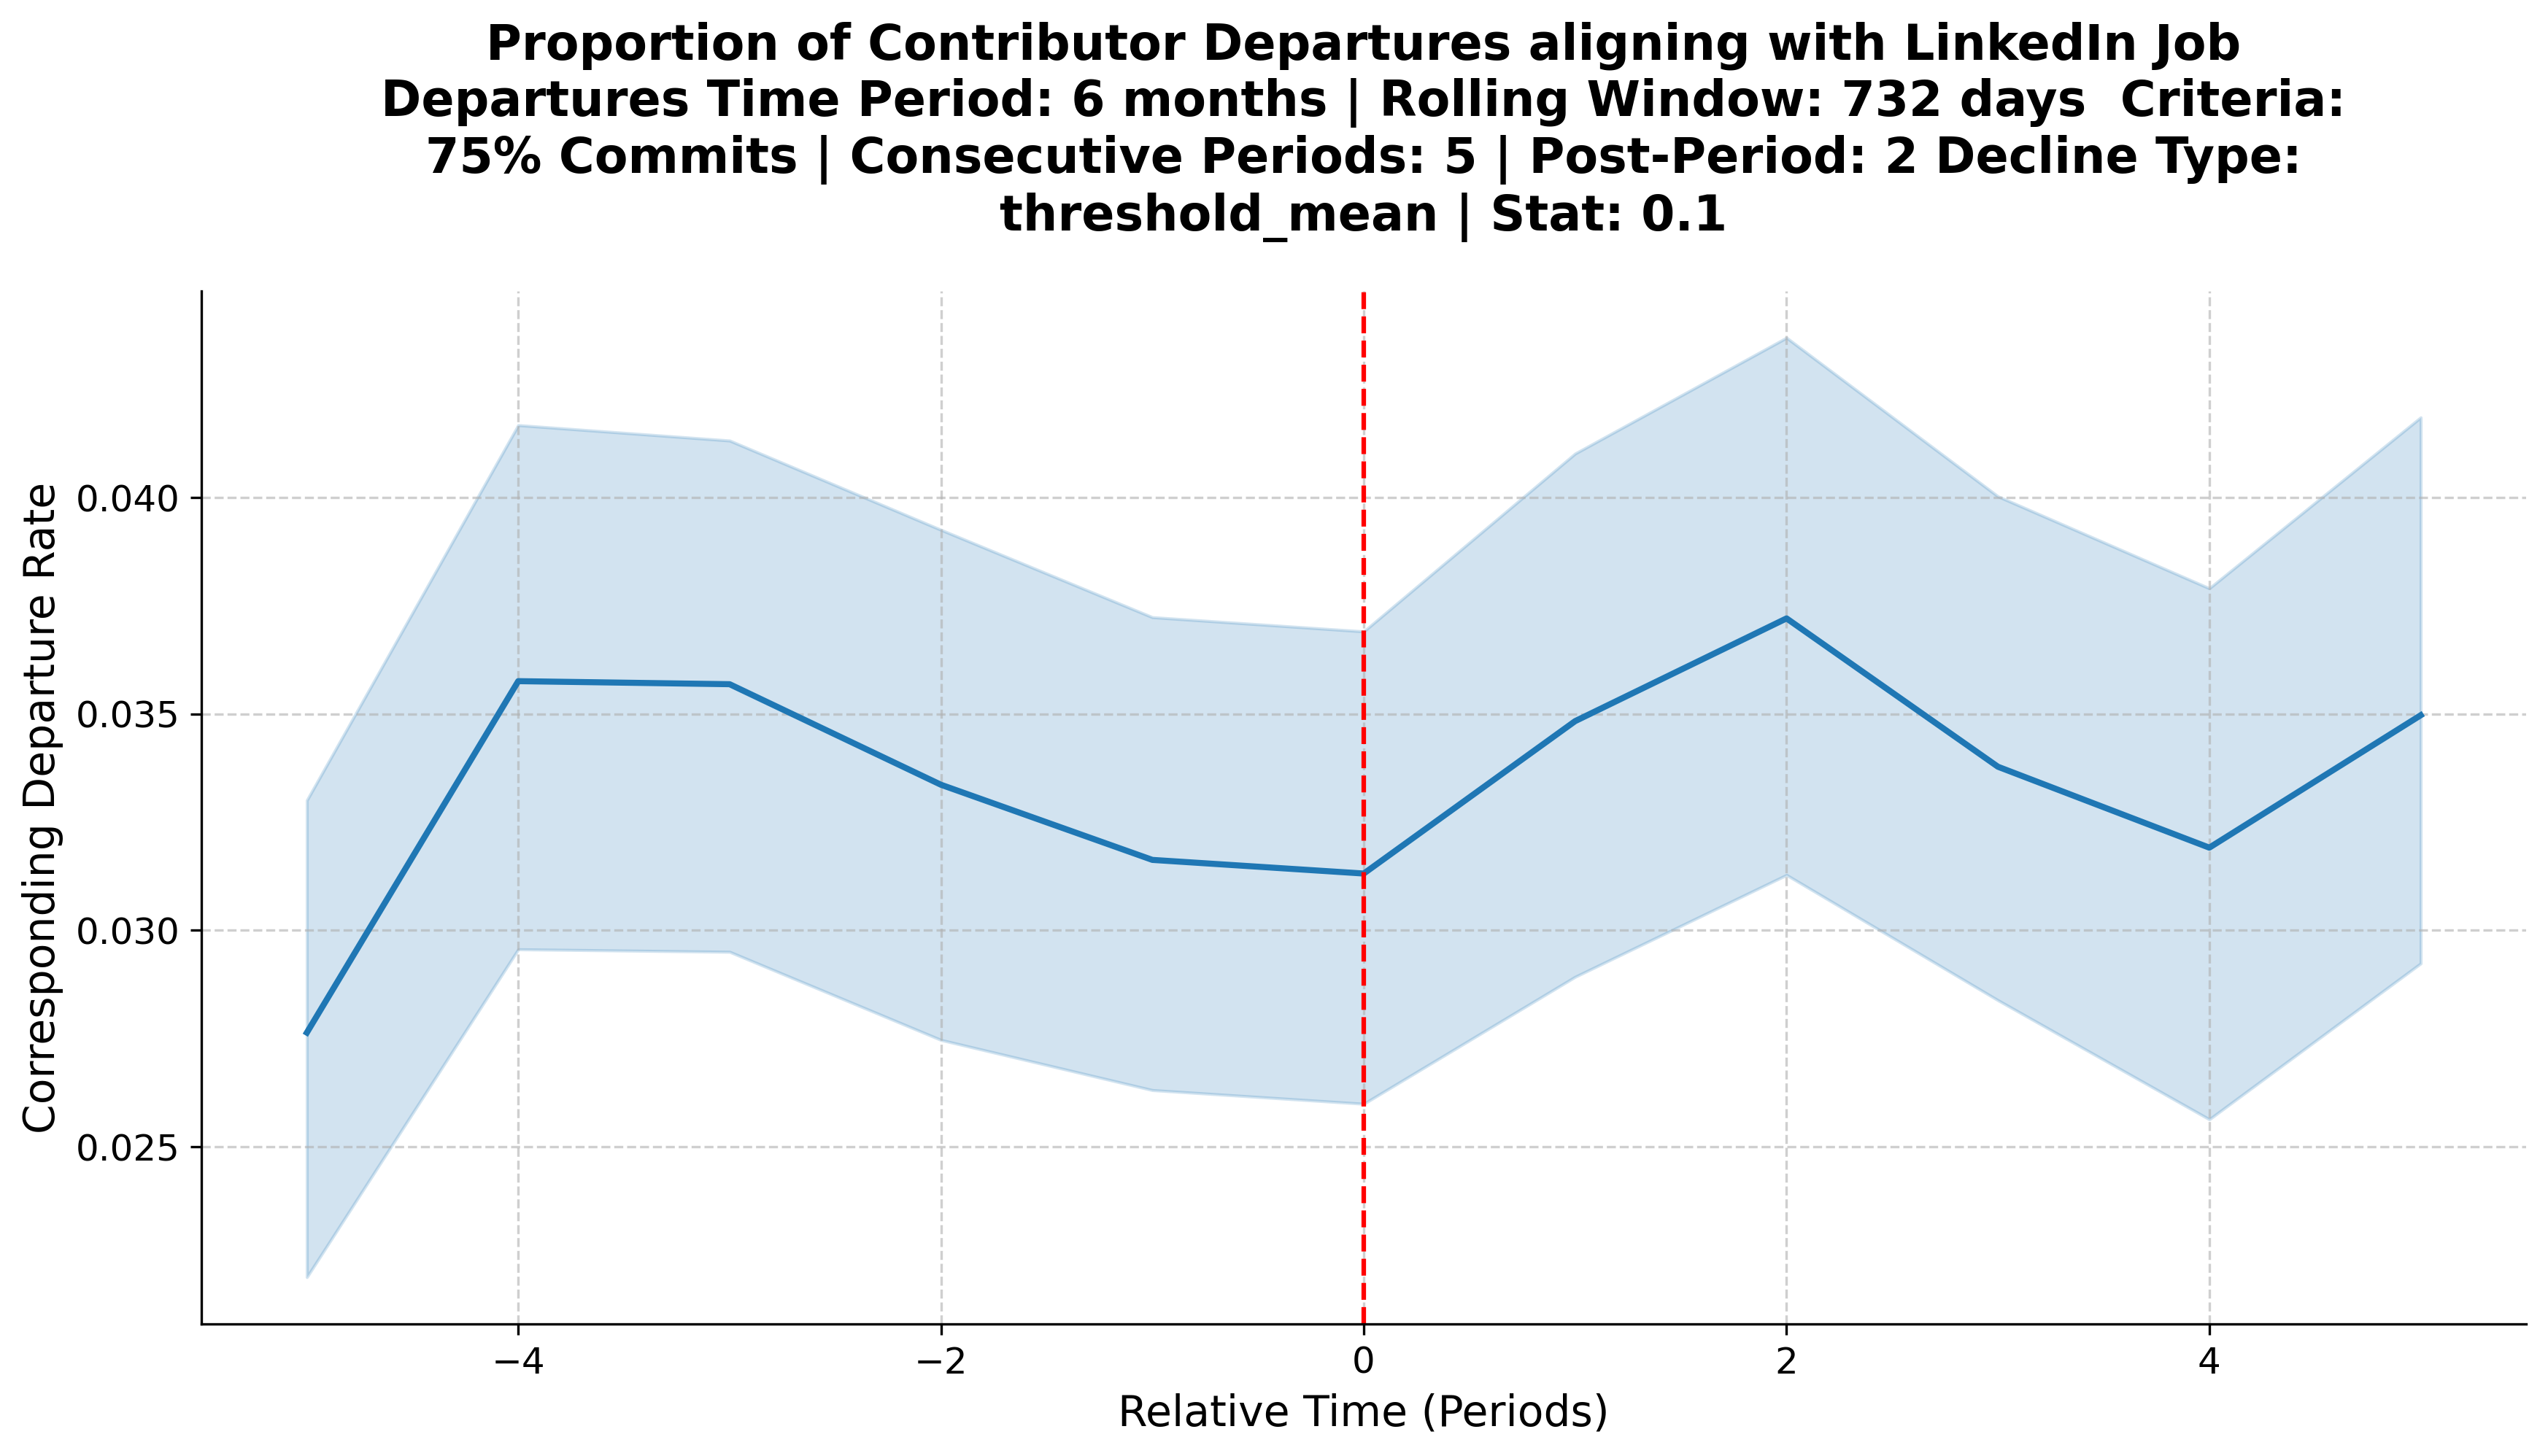 Proportion of Contributor Departures aligning with LinkedIn Job
Departures Time Period: 6 months | Rolling Window: 732 days  Criteria:
75% Commits | Consecutive Periods: 5 | Post-Period: 2 Decline Type:
threshold_mean | Stat: 0.1
Corresponding Departure Rate
0.040
0.035
0.030
0.025
−4
−2
0
2
4
Relative Time (Periods)